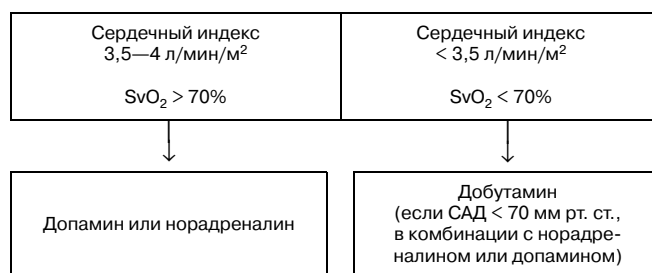 Сердечный индекс
3,5—4 л/мин/м²
SvO₂ > 70%
Сердечный индекс
< 3,5 л/мин/м²
SvO₂ < 70%
Допамин или норадреналин
Добутамин
(если САД < 70 мм рт. ст.,
в комбинации с норадре-
налином или допамином)